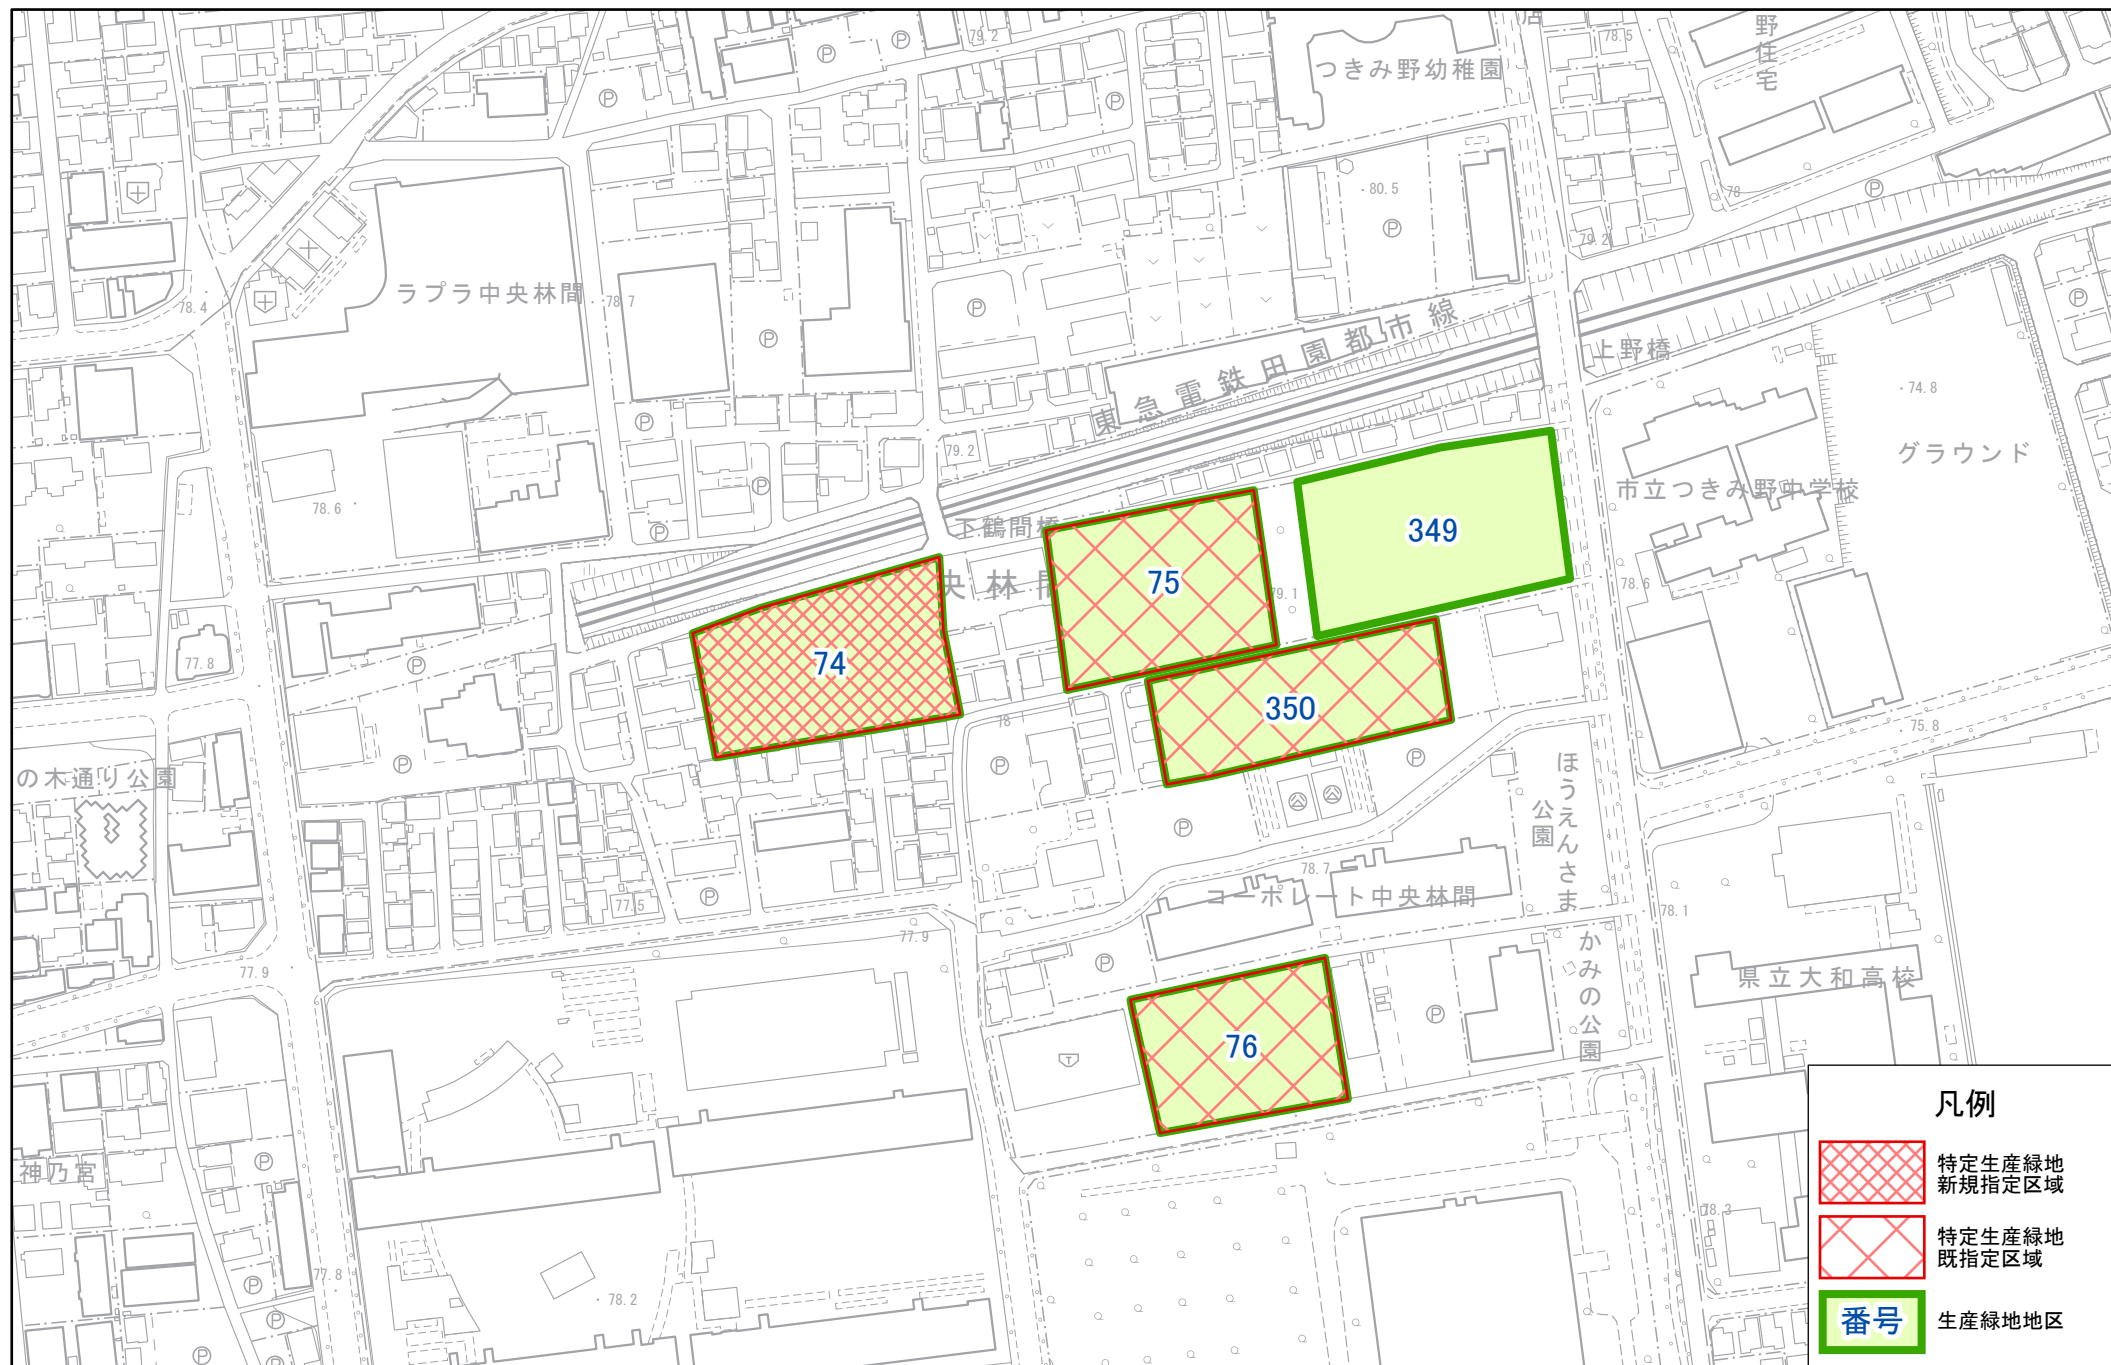 店
野住宅
79.2
78.5
つきみ野幼稚園
80.5
78
79.2
ラプラ中央林間
78.7
78.4
東急電鉄田園都市線
上野橋
74.8
グラウンド
79.2
市立つきみ野中学校
78.6
下鶴間橋
349
75
央林間
79.1
78.6
74
77.8
350
78
75.8
の木通り公園
ほうえんさま
公園
78.7
コーポレート中央林間
77.5
78.1
77.9
77.9
かみの公園
県立大和高校
76
神乃宮
78.3
77.8
78.2
凡例
特定生産緑地
新規指定区域
特定生産緑地
既指定区域
番号
生産緑地地区